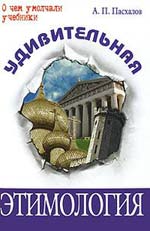 А. П. Пасхалов
О чем умолчали
учебники
УДИВИТЕЛЬНАЯ
ЭТИМОЛОГИЯ